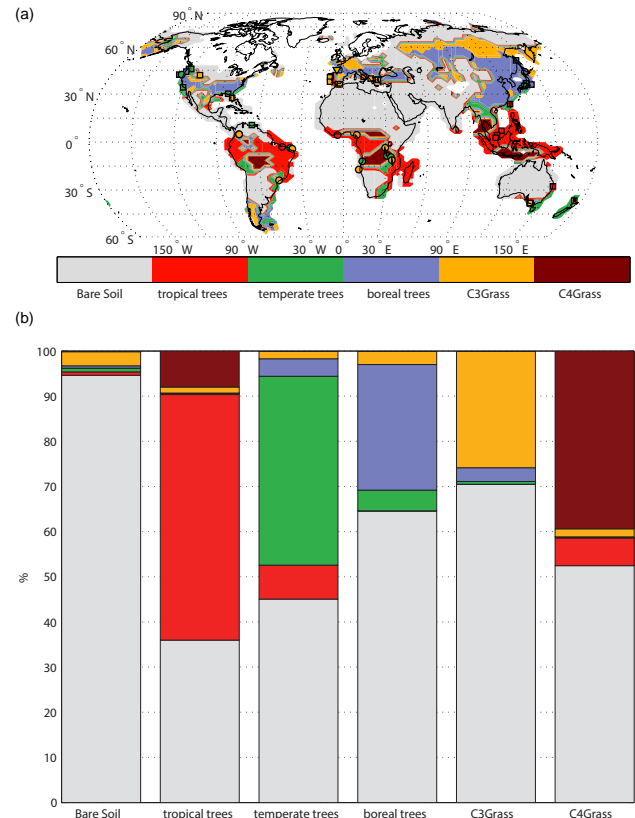 (a)
90° N
60° N
30° N
0°
30° S
60° S
150° W 90° W 30° W 0° 30° E 90° E 150° E
Bare Soil tropical trees temperate trees boreal trees C3Grass C4Grass
(b)
100
90
80
70
60
50
%
40
30
20
10
0
Bare Soil tropical trees temperate trees boreal trees C3Grass C4Grass